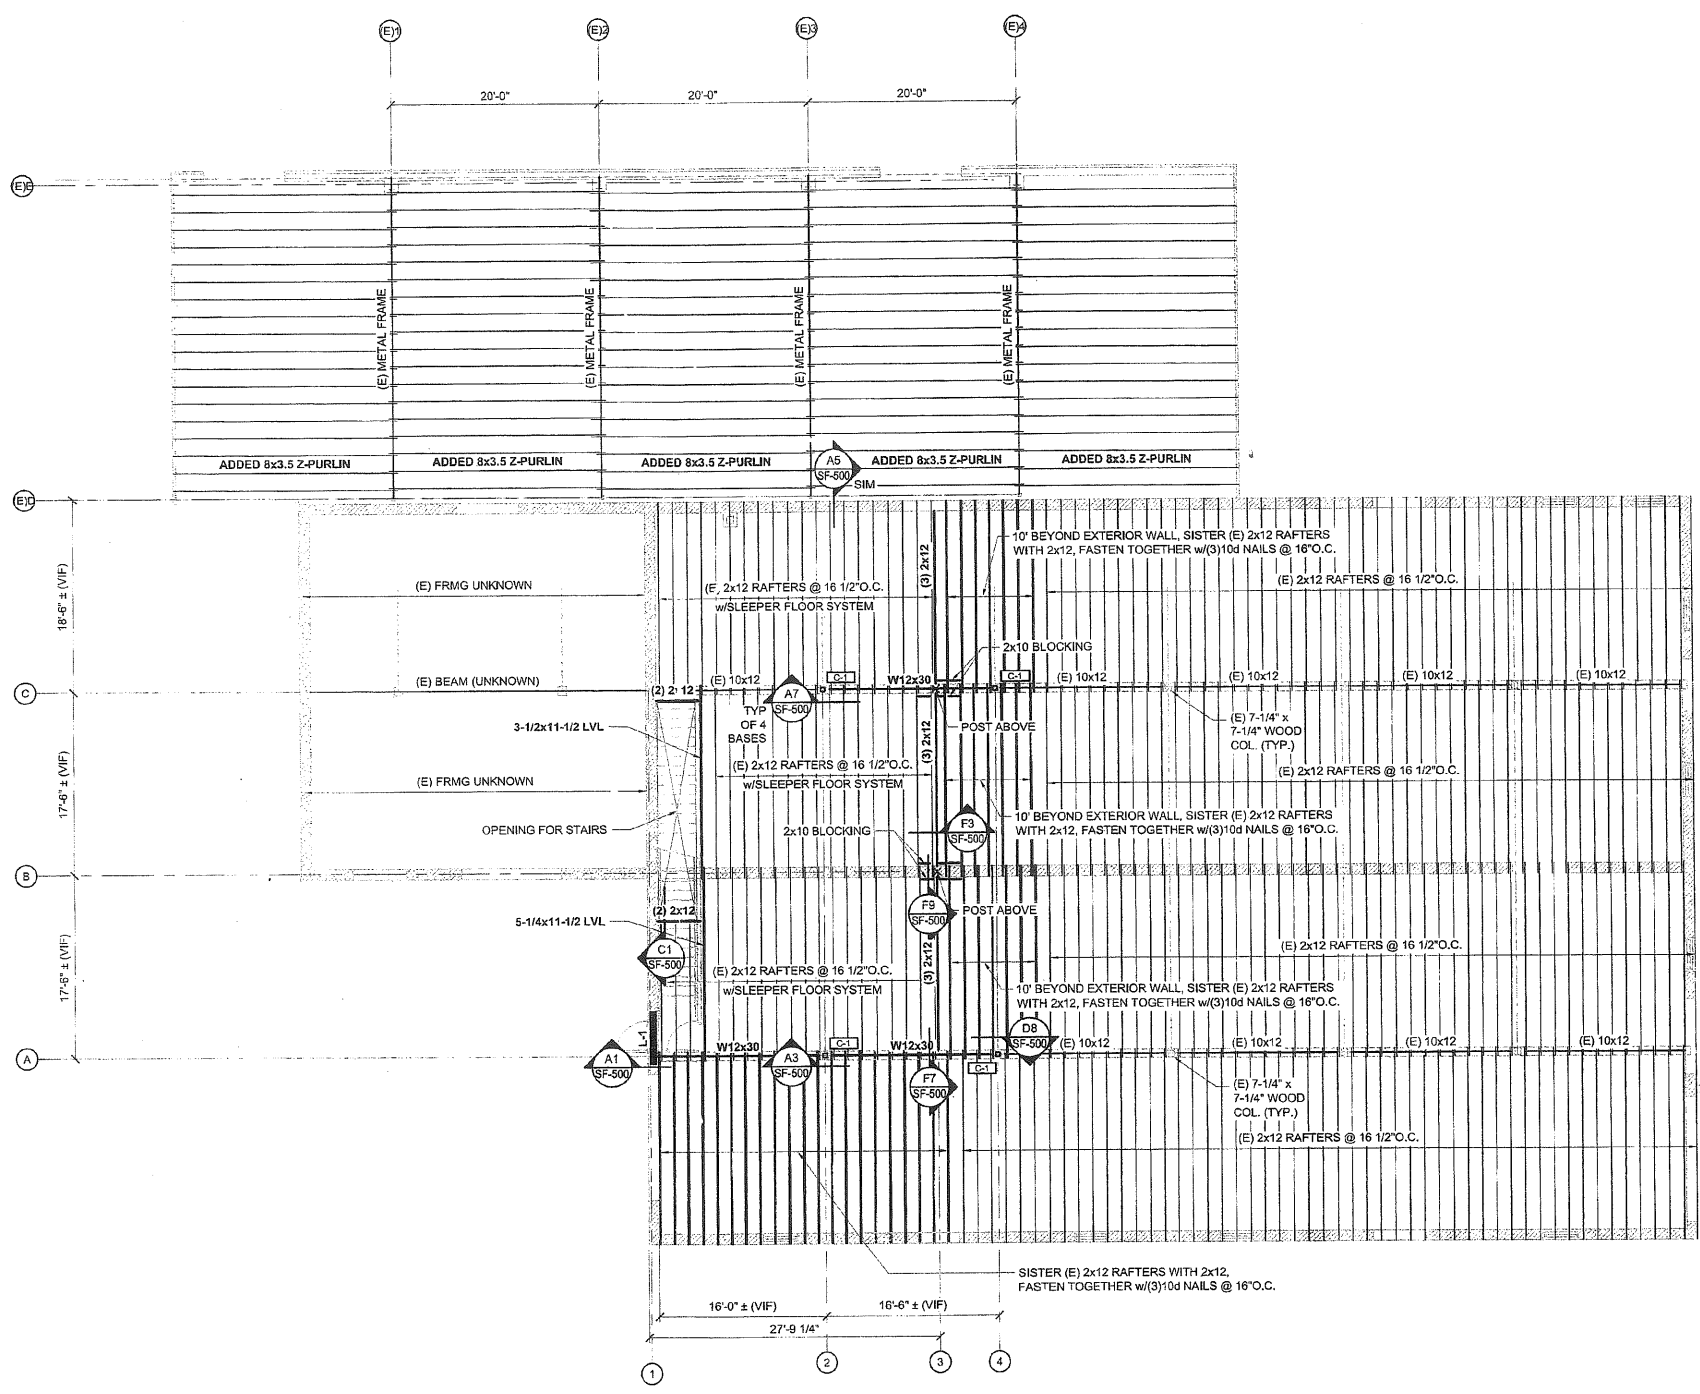 (E)1
(E)2
(E)3
(E)4
20'-0"
20'-0"
20'-0"
(E)E
(E) METAL FRAME
(E) METAL FRAME
(E) METAL FRAME
(E) METAL FRAME
ADDED 8x3.5 Z-PURLIN
ADDED 8x3.5 Z-PURLIN
ADDED 8x3.5 Z-PURLIN
ADDED 8x3.5 Z-PURLIN
ADDED 8x3.5 Z-PURLIN
A5
SF-500
SIM
(E)D
18'-6" ± (VIF)
(3) 2x12
10' BEYOND EXTERIOR WALL, SISTER (E) 2x12 RAFTERS
WITH 2x12, FASTEN TOGETHER w/(3)10d NAILS @ 16"O.C.
(E) FRMG UNKNOWN
(E, 2x12 RAFTERS @ 16 1/2"O.C.
w/SLEEPER FLOOR SYSTEM
(E) 2x12 RAFTERS @ 16 1/2"O.C.
2x10 BLOCKING
C
(E) BEAM (UNKNOWN)
(2) 2x12
(E) 10x12
C-1
W12x30
C-1
(E) 10x12
(E) 10x12
(E) 10x12
(E) 10x12
A7
SF-500
TYP
OF 4
BASES
3-1/2x11-1/2 LVL
POST ABOVE
(E) 7-1/4" x
7-1/4" WOOD
COL. (TYP.)
17'-6" ± (VIF)
(3) 2x12
(E) FRMG UNKNOWN
(E) 2x12 RAFTERS @ 16 1/2"O.C.
w/SLEEPER FLOOR SYSTEM
(E) 2x12 RAFTERS @ 16 1/2"O.C.
OPENING FOR STAIRS
2x10 BLOCKING
F3
SF-500
10' BEYOND EXTERIOR WALL, SISTER (E) 2x12 RAFTERS
WITH 2x12, FASTEN TOGETHER w/(3)10d NAILS @ 16"O.C.
B
F9
SF-500
POST ABOVE
(2) 2x12
5-1/4x11-1/2 LVL
17'-6" ± (VIF)
C1
SF-500
(3) 2x12
(E) 2x12 RAFTERS @ 16 1/2"O.C.
w/SLEEPER FLOOR SYSTEM
(E) 2x12 RAFTERS @ 16 1/2"O.C.
10' BEYOND EXTERIOR WALL, SISTER (E) 2x12 RAFTERS
WITH 2x12, FASTEN TOGETHER w/(3)10d NAILS @ 16"O.C.
L-1
A
A1
SF-500
W12x30
A3
SF-500
C-1
W12x30
F7
SF-500
C-1
D8
SF-500
(E) 10x12
(E) 10x12
(E) 10x12
(E) 10x12
(E) 7-1/4" x
7-1/4" WOOD
COL. (TYP.)
(E) 2x12 RAFTERS @ 16 1/2"O.C.
SISTER (E) 2x12 RAFTERS WITH 2x12,
FASTEN TOGETHER w/(3)10d NAILS @ 16"O.C.
16'-0" ± (VIF)
16'-6" ± (VIF)
27'-9 1/4"
1
2
3
4